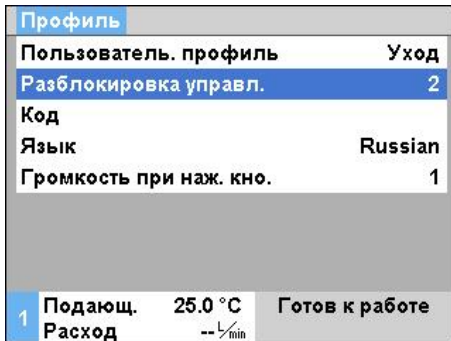 Профиль
Пользователь. профиль Уход
Разблокировка управл. 2
Код
Язык Russian
Громкость при наж. кно. 1
1 Подающ. 25.0 °C Готов к работе
Расход -- L/min